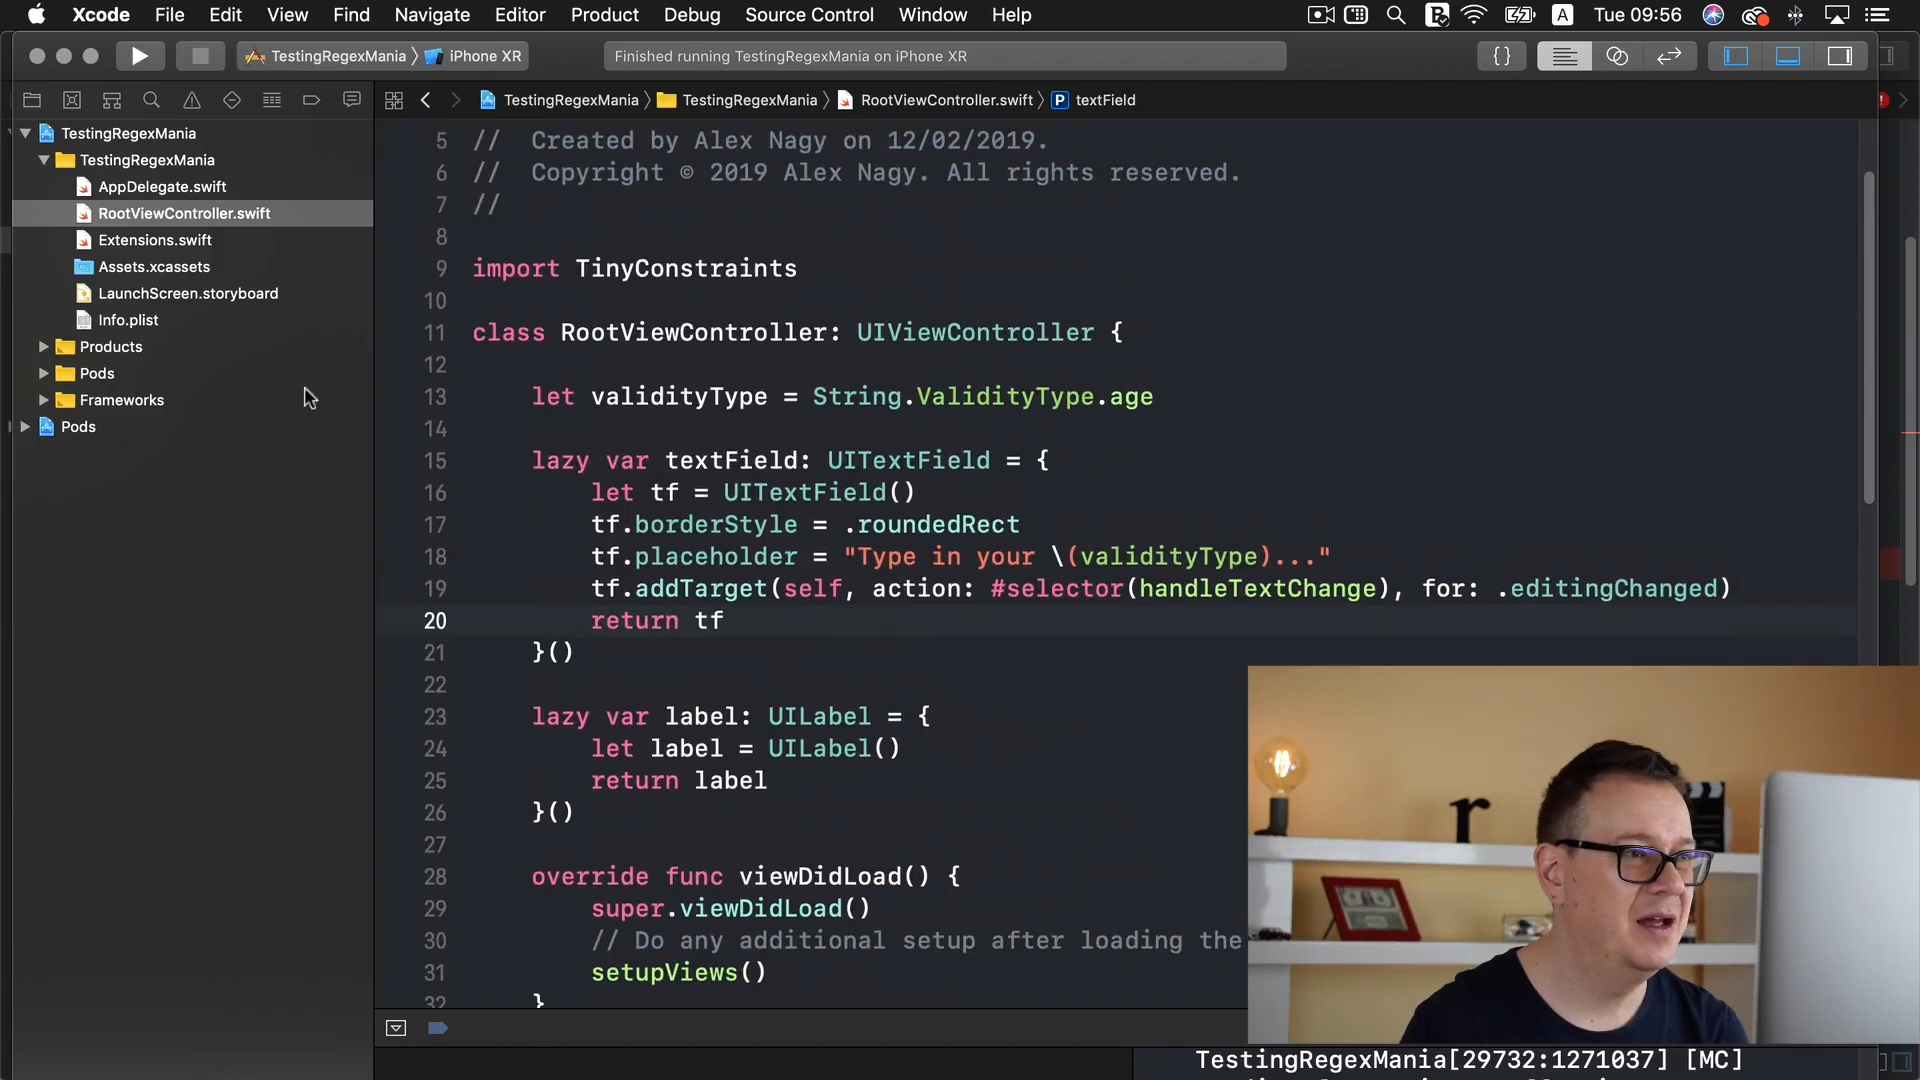 Xcode File Edit View Find Navigate Editor Product Debug Source Control Window Help A Tue 09:56
TestingRegexMania iPhone XR Finished running TestingRegexMania on iPhone XR {}
TestingRegexMania TestingRegexMania RootViewController.swift P textField
TestingRegexMania
TestingRegexMania
AppDelegate.swift
RootViewController.swift
Extensions.swift
Assets.xcassets
LaunchScreen.storyboard
Info.plist
Products
Pods
Frameworks
Pods
5 // Created by Alex Nagy on 12/02/2019.
6 // Copyright © 2019 Alex Nagy. All rights reserved.
7 //
8
9 import TinyConstraints
10
11 class RootViewController: UIViewController {
12
13 let validityType = String.ValidityType.age
14
15 lazy var textField: UITextField = {
16 let tf = UITextField()
17 tf.borderStyle = .roundedRect
18 tf.placeholder = "Type in your \(validityType)..."
19 tf.addTarget(self, action: #selector(handleTextChange), for: .editingChanged)
20 return tf
21 }()
22
23 lazy var label: UILabel = {
24 let label = UILabel()
25 return label
26 }()
27
28 override func viewDidLoad() {
29 super.viewDidLoad()
30 // Do any additional setup after loading the
31 setupViews()
32 }
r
TestingRegexMania[29732:1271037] [MC]